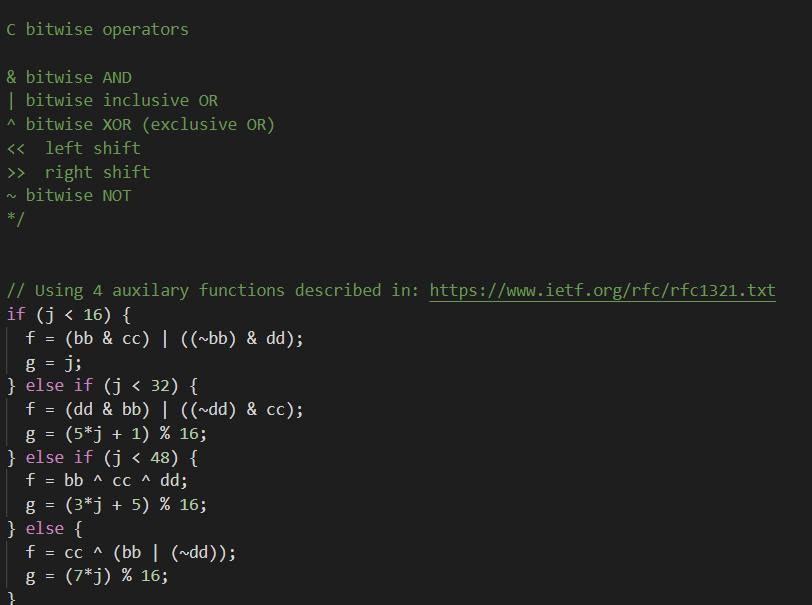 C bitwise operators
& bitwise AND
| bitwise inclusive OR
^ bitwise XOR (exclusive OR)
<<  left shift
>>  right shift
~ bitwise NOT
*/
// Using 4 auxilary functions described in: https://www.ietf.org/rfc/rfc1321.txt
if (j < 16) {
  f = (bb & cc) | ((~bb) & dd);
  g = j;
} else if (j < 32) {
  f = (dd & bb) | ((~dd) & cc);
  g = (5*j + 1) % 16;
} else if (j < 48) {
  f = bb ^ cc ^ dd;
  g = (3*j + 5) % 16;
} else {
  f = cc ^ (bb | (~dd));
  g = (7*j) % 16;
}